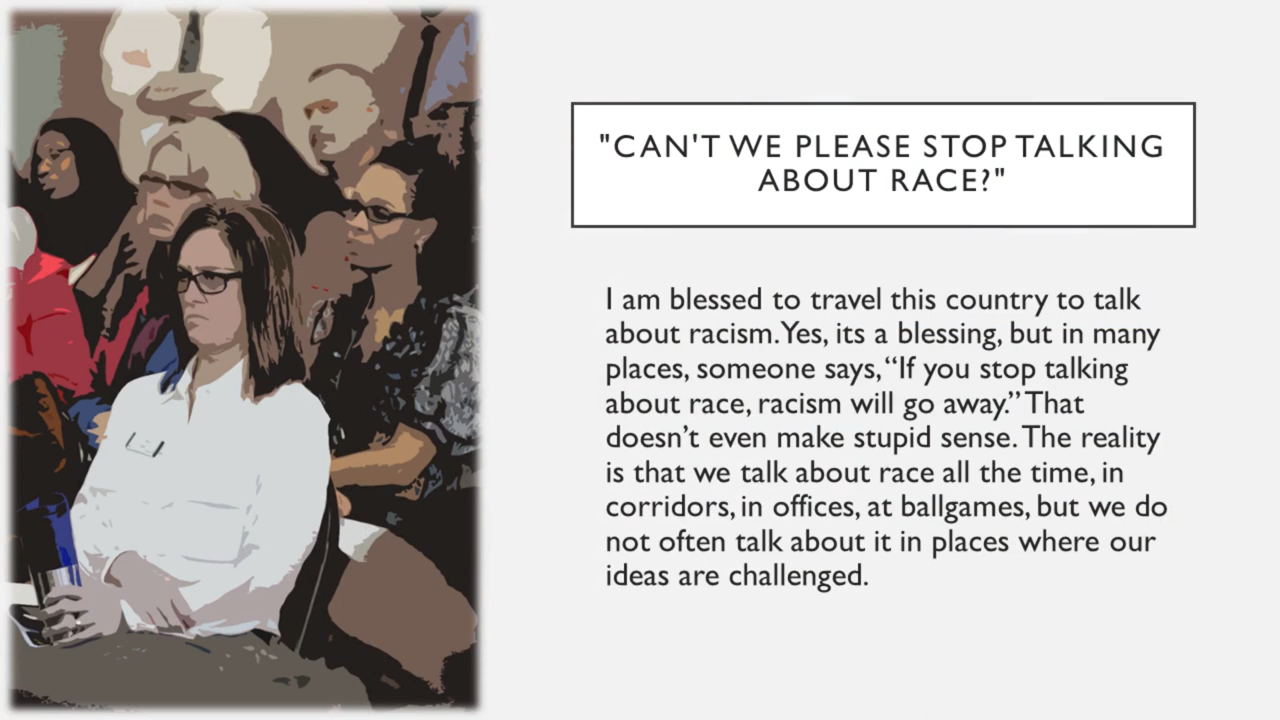 "CAN'T WE PLEASE STOP TALKING
ABOUT RACE?"
I am blessed to travel this country to talk
about racism. Yes, its a blessing, but in many
places, someone says, “If you stop talking
about race, racism will go away.” That
doesn’t even make stupid sense. The reality
is that we talk about race all the time, in
corridors, in offices, at ballgames, but we do
not often talk about it in places where our
ideas are challenged.